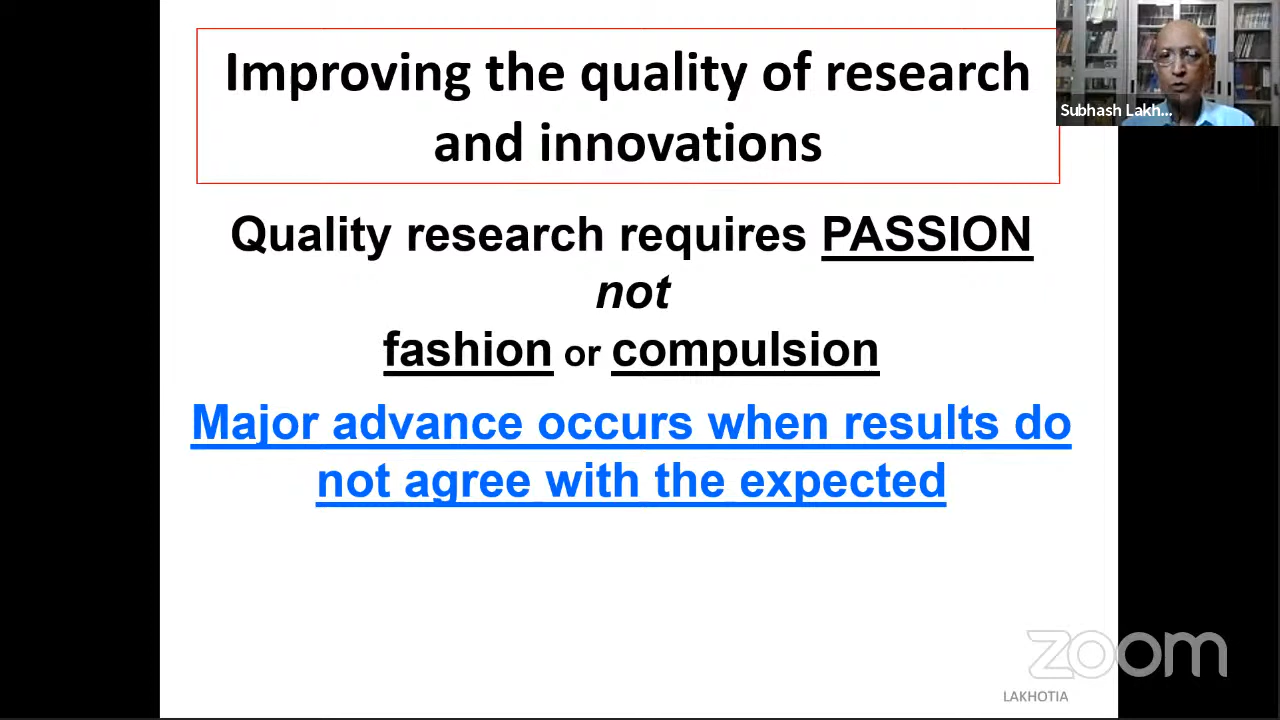 Improving the quality of research
and innovations
Subhash Lakh...
Quality research requires PASSION
not
fashion or compulsion
Major advance occurs when results do
not agree with the expected
zoom
LAKHOTIA